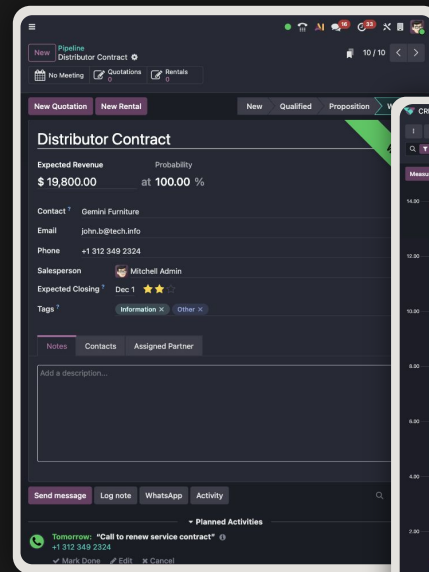 16
33
New
Pipeline
Distributor Contract
10 / 10
No Meeting
Quotations
0
Rentals
0
New Quotation
New Rental
New
Qualified
Proposition
W
Distributor Contract
Expected Revenue
Probability
$ 19,800.00
at 100.00 %
Contact ?
Gemini Furniture
Email
john.b@tech.info
Phone
+1 312 349 2324
Salesperson
Mitchell Admin
Expected Closing ?
Dec 1
Tags ?
Information ×
Other ×
Notes
Contacts
Assigned Partner
Add a description...
Send message
Log note
WhatsApp
Activity
Planned Activities
Tomorrow: “Call to renew service contract”
+1 312 349 2324
Mark Done
Edit
Cancel
CR
Measu
14.00
12.00
10.00
8.00
6.00
4.00
2.00